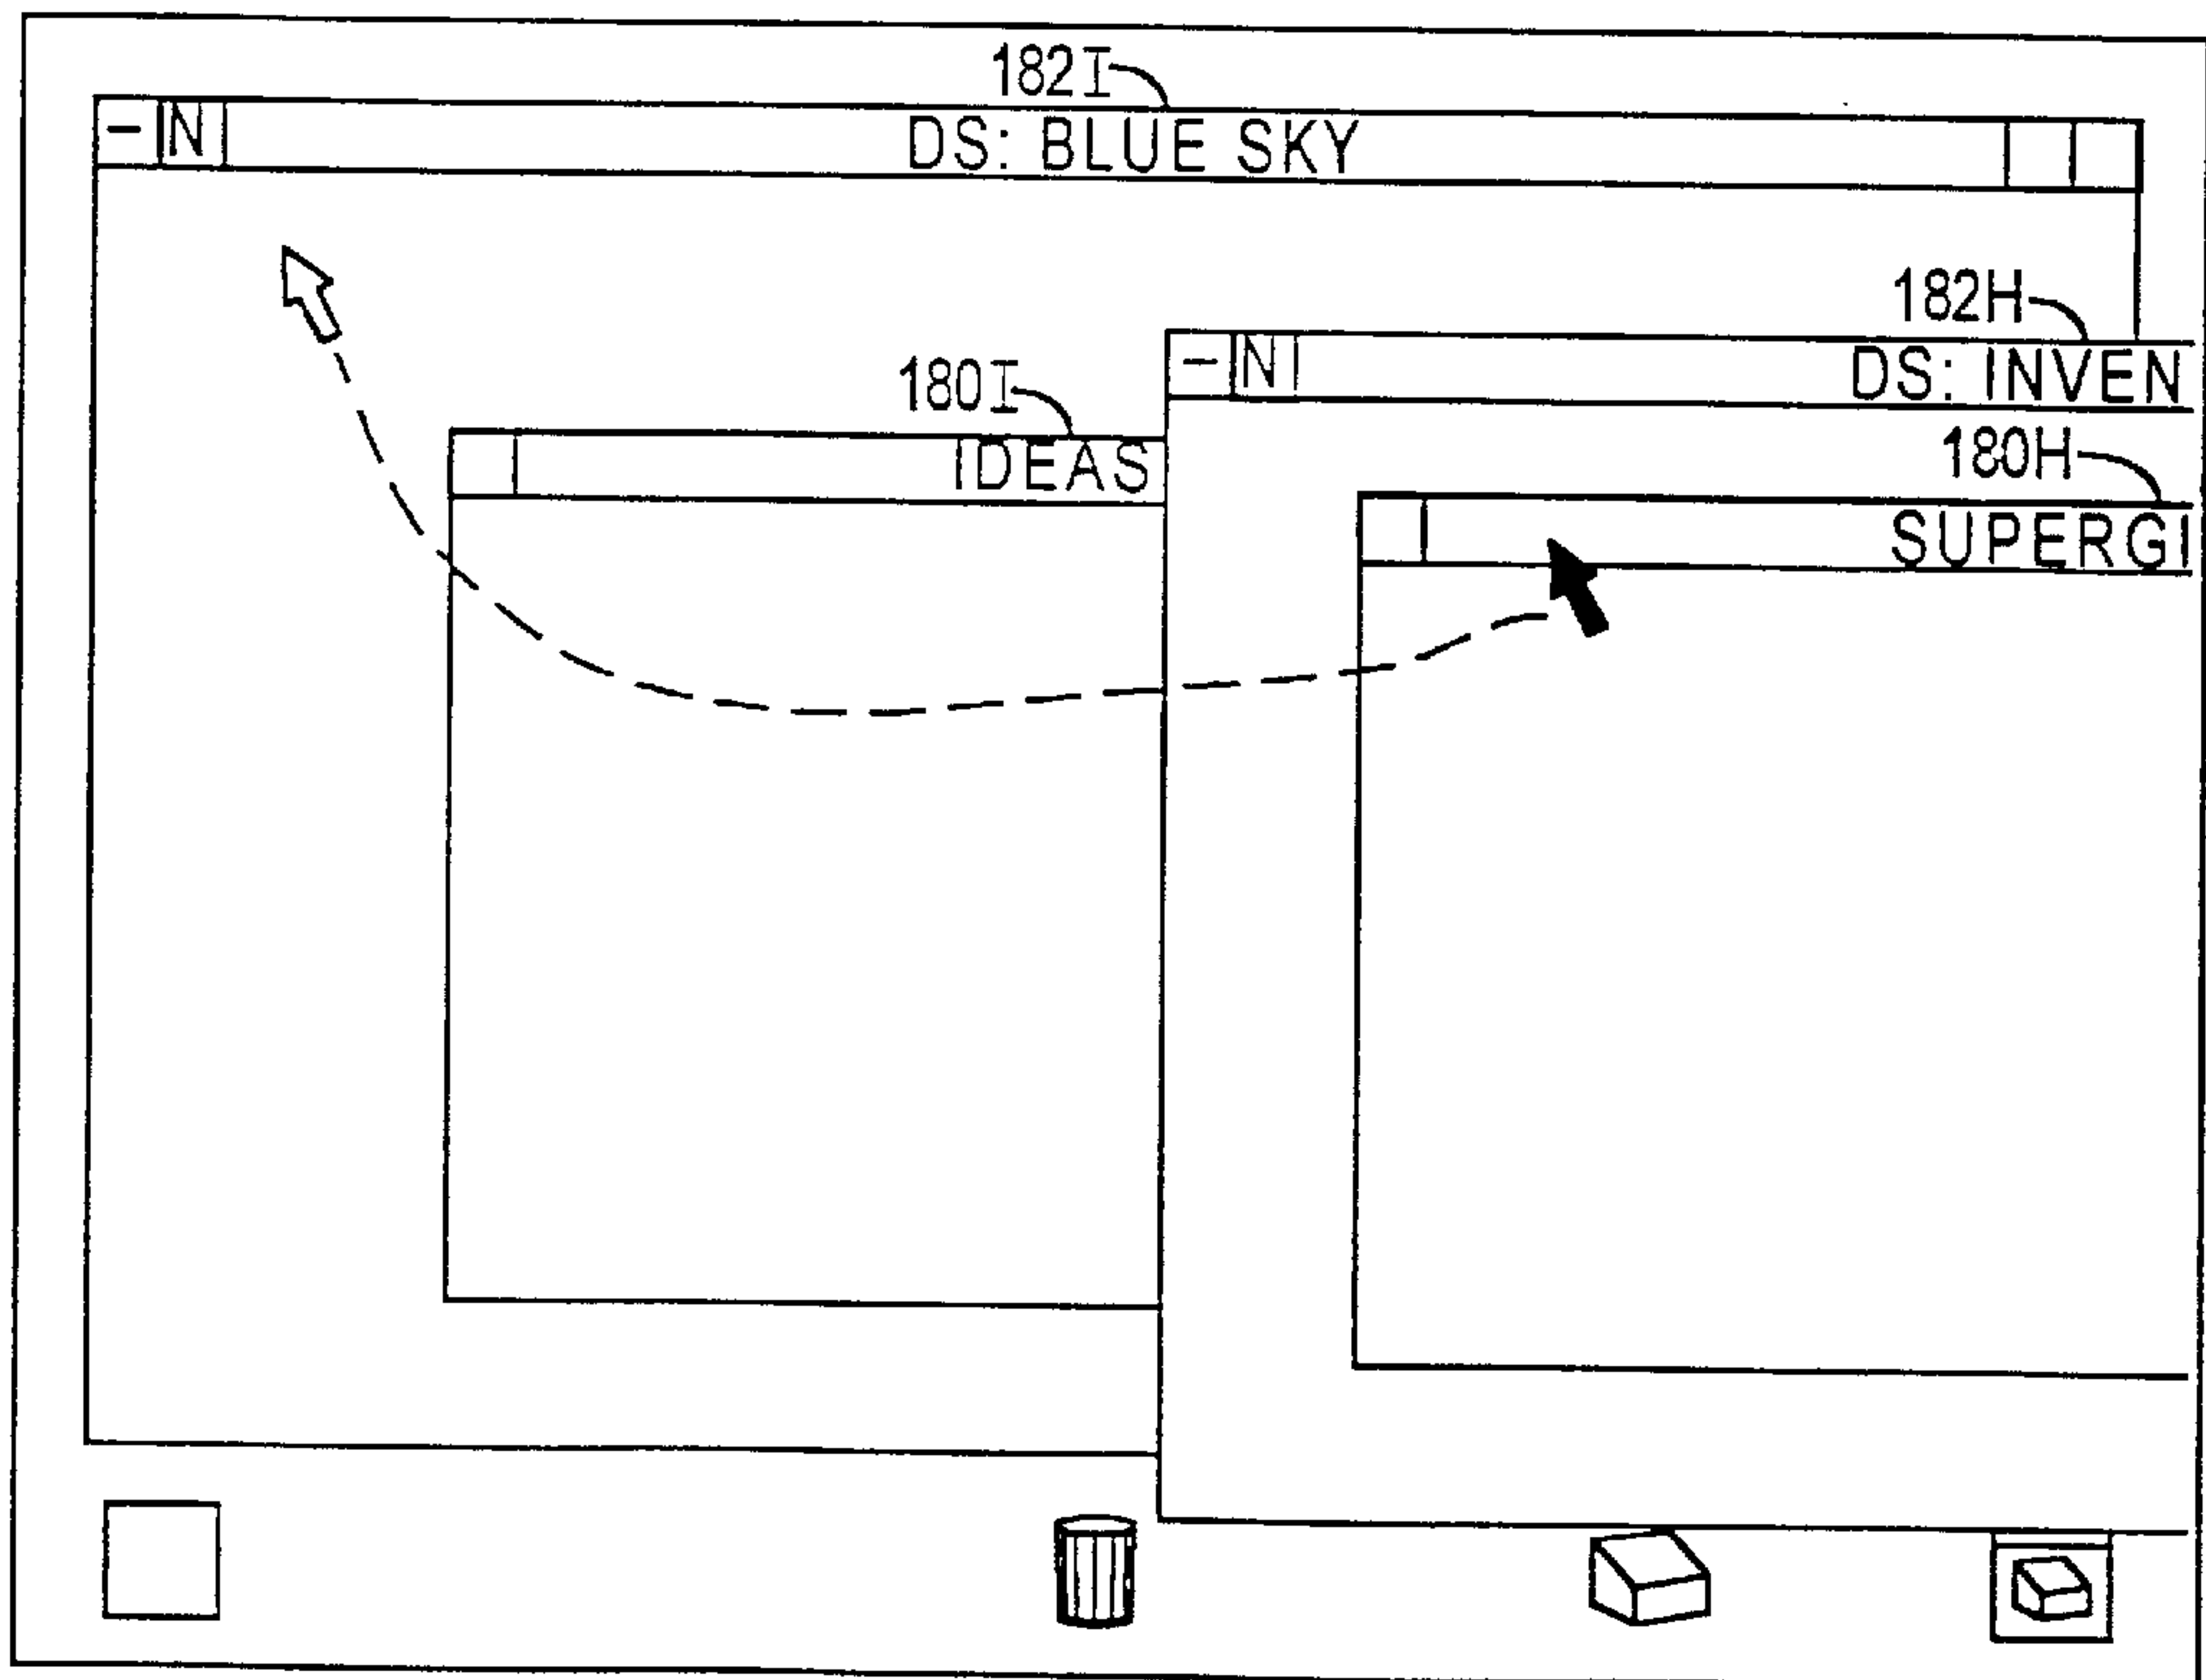 182I
- N DS: BLUE SKY
182H
- N DS: INVEN
180I
IDEAS
180H
SUPERGI